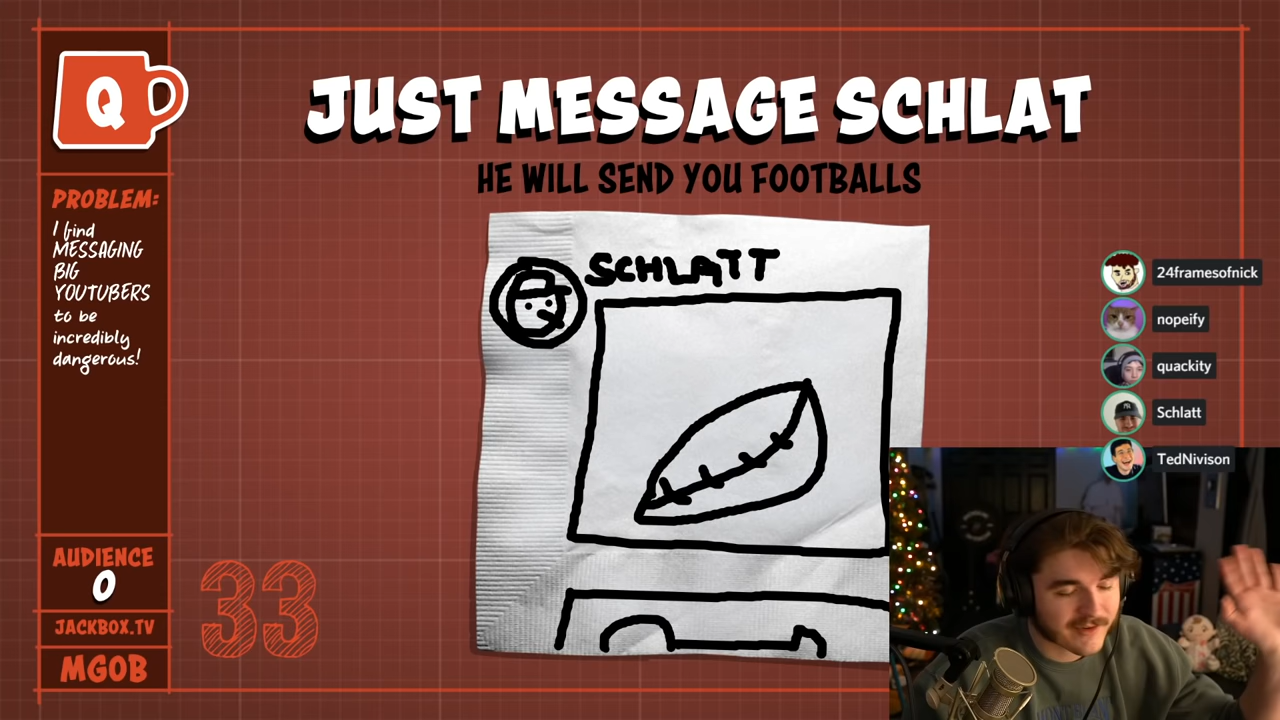 Q
JUST MESSAGE SCHLAT
HE WILL SEND YOU FOOTBALLS
PROBLEM:
I find
MESSAGING
BIG
YOUTUBERS
to be
incredibly
dangerous!
SCHLATT
24framesofnick
nopeify
quackity
Schlatt
TedNivison
AUDIENCE
0
JACKBOX.TV
MGOB
33